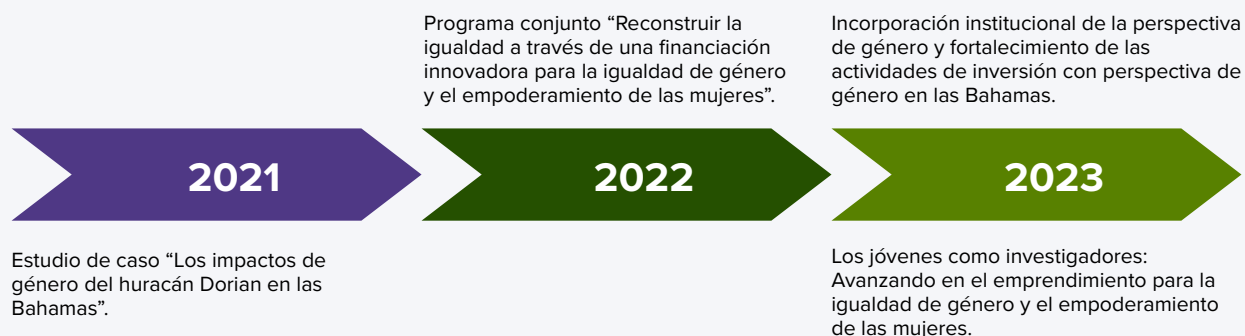 Programa conjunto “Reconstruir la
igualdad a través de una financiación
innovadora para la igualdad de género
y el empoderamiento de las mujeres”.
Incorporación institucional de la perspectiva
de género y fortalecimiento de las
actividades de inversión con perspectiva de
género en las Bahamas.
2021
2022
2023
Estudio de caso “Los impactos de
género del huracán Dorian en las
Bahamas”.
Los jóvenes como investigadores:
Avanzando en el emprendimiento para la
igualdad de género y el empoderamiento
de las mujeres.